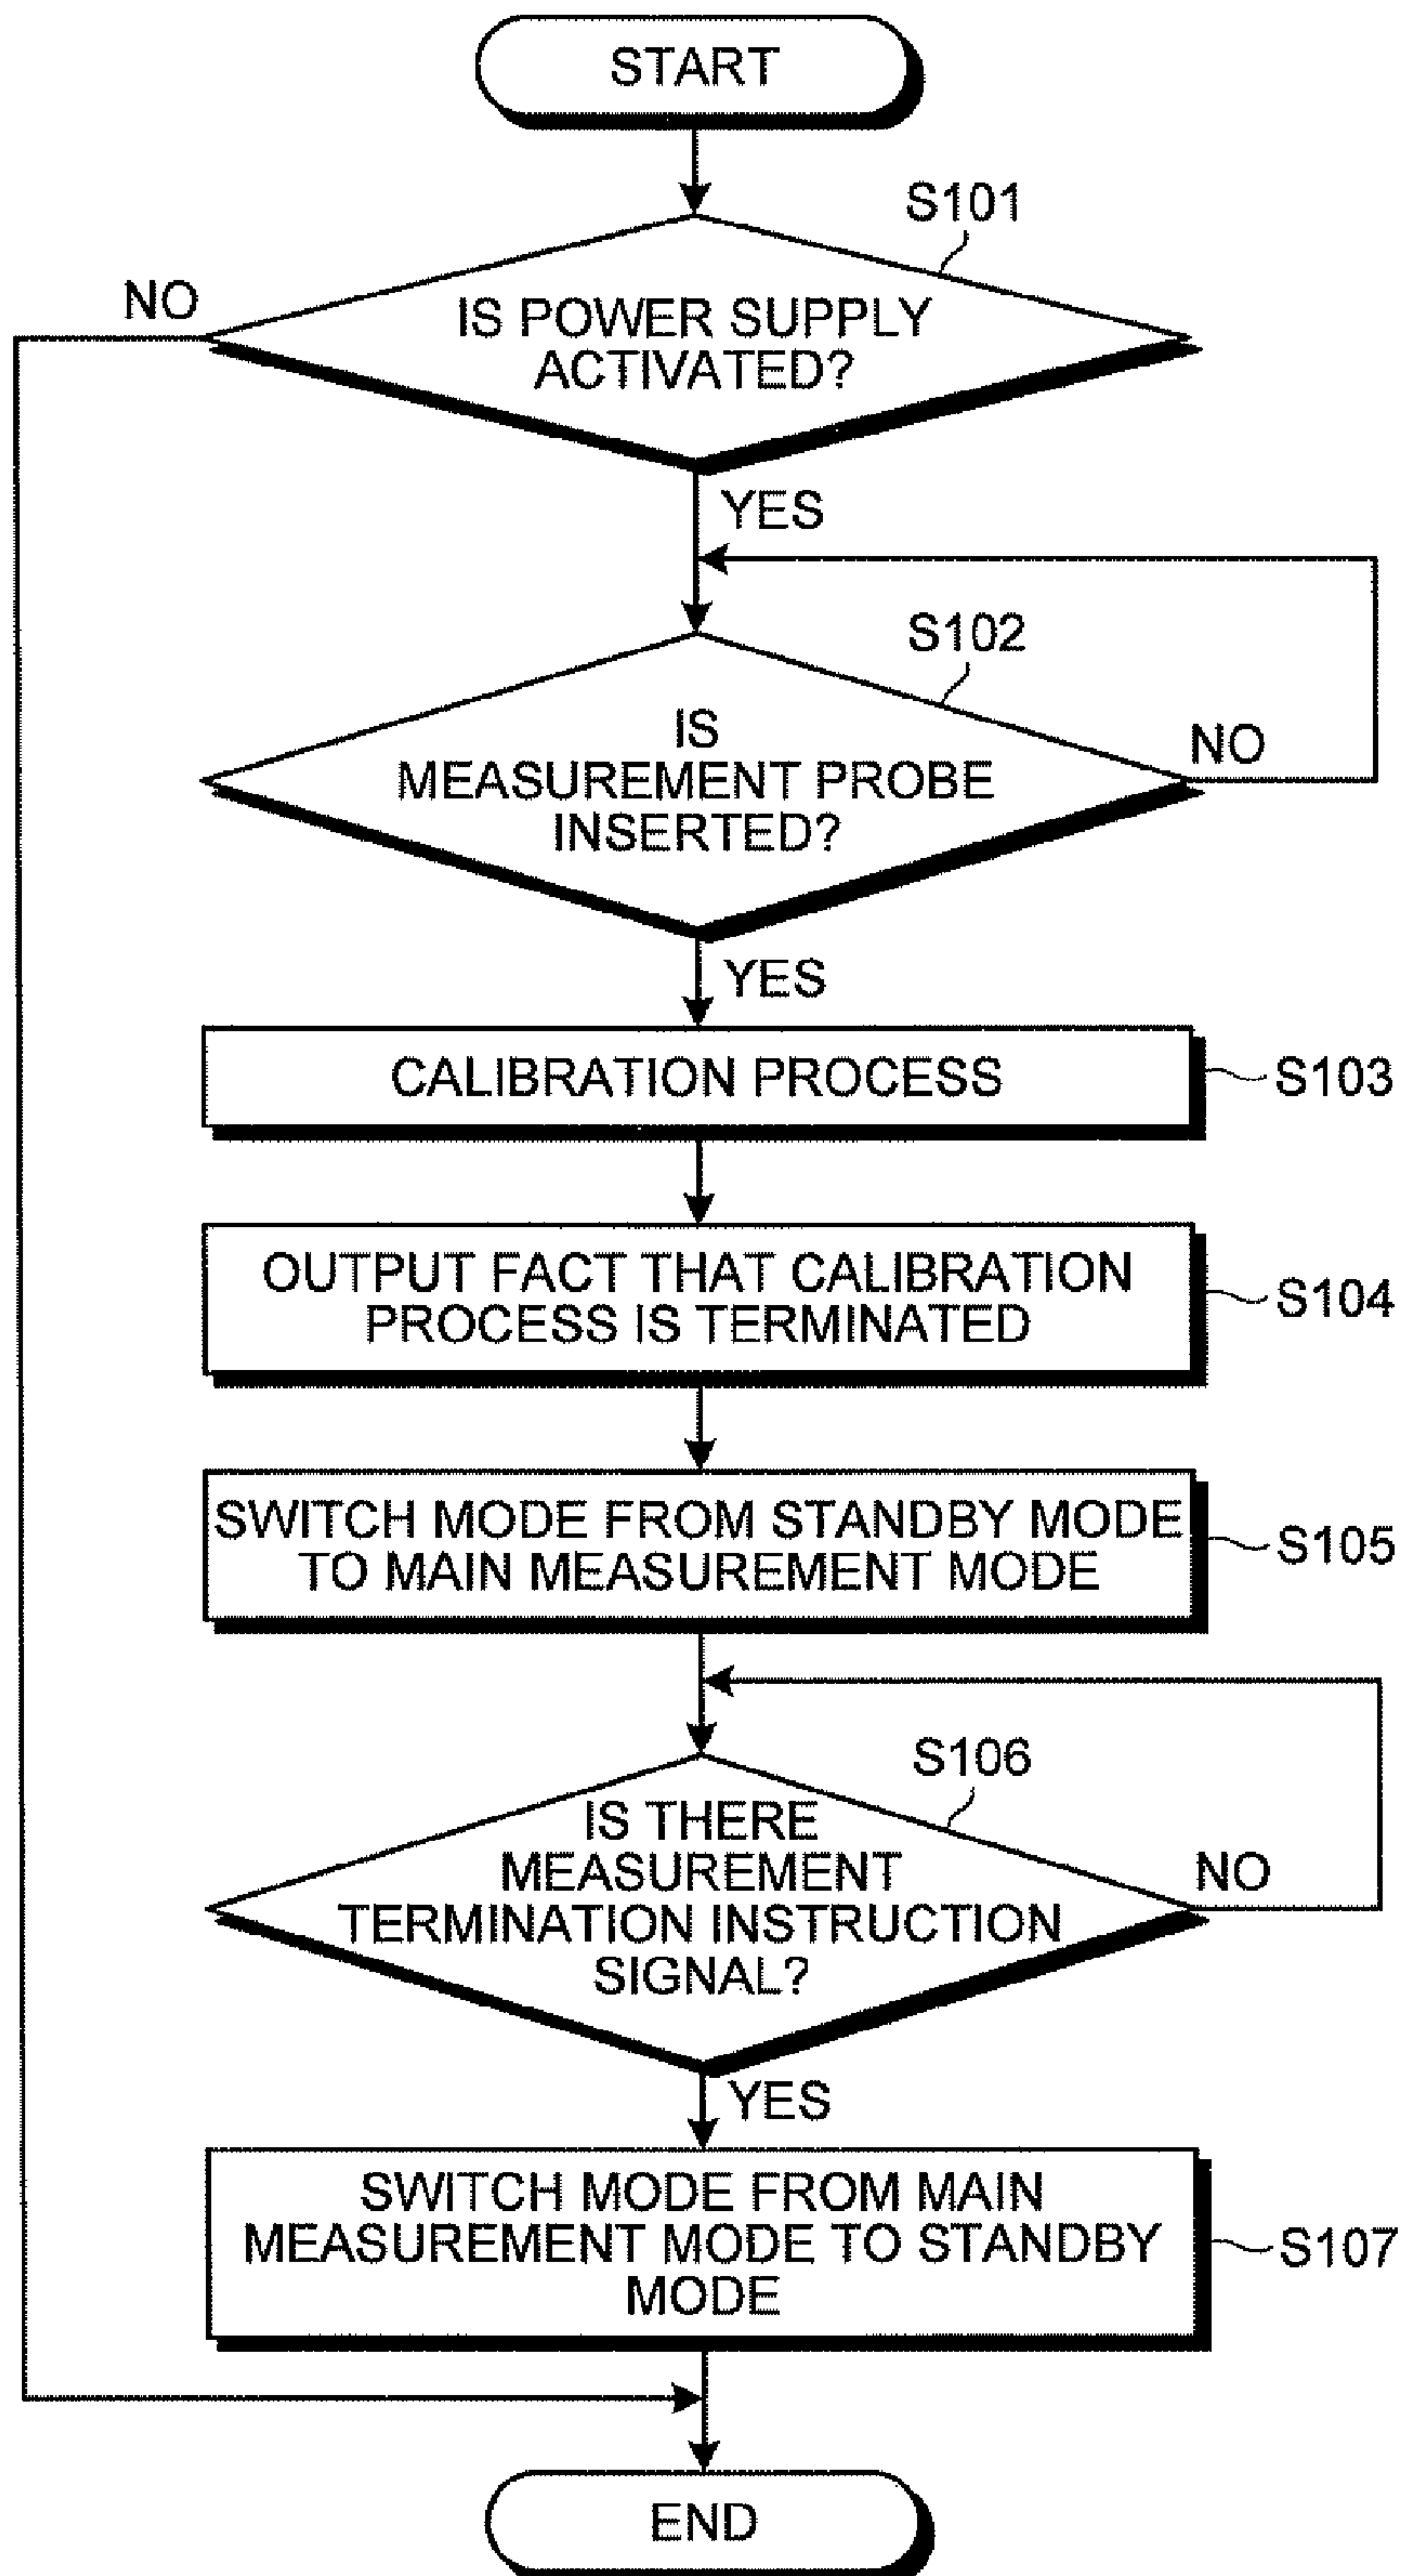 START
S101
NO
IS POWER SUPPLY
ACTIVATED?
YES
S102
IS
MEASUREMENT PROBE
INSERTED?
NO
YES
CALIBRATION PROCESS
S103
OUTPUT FACT THAT CALIBRATION
PROCESS IS TERMINATED
S104
SWITCH MODE FROM STANDBY MODE
TO MAIN MEASUREMENT MODE
S105
S106
IS THERE
MEASUREMENT
TERMINATION INSTRUCTION
SIGNAL?
NO
YES
SWITCH MODE FROM MAIN
MEASUREMENT MODE TO STANDBY
MODE
S107
END